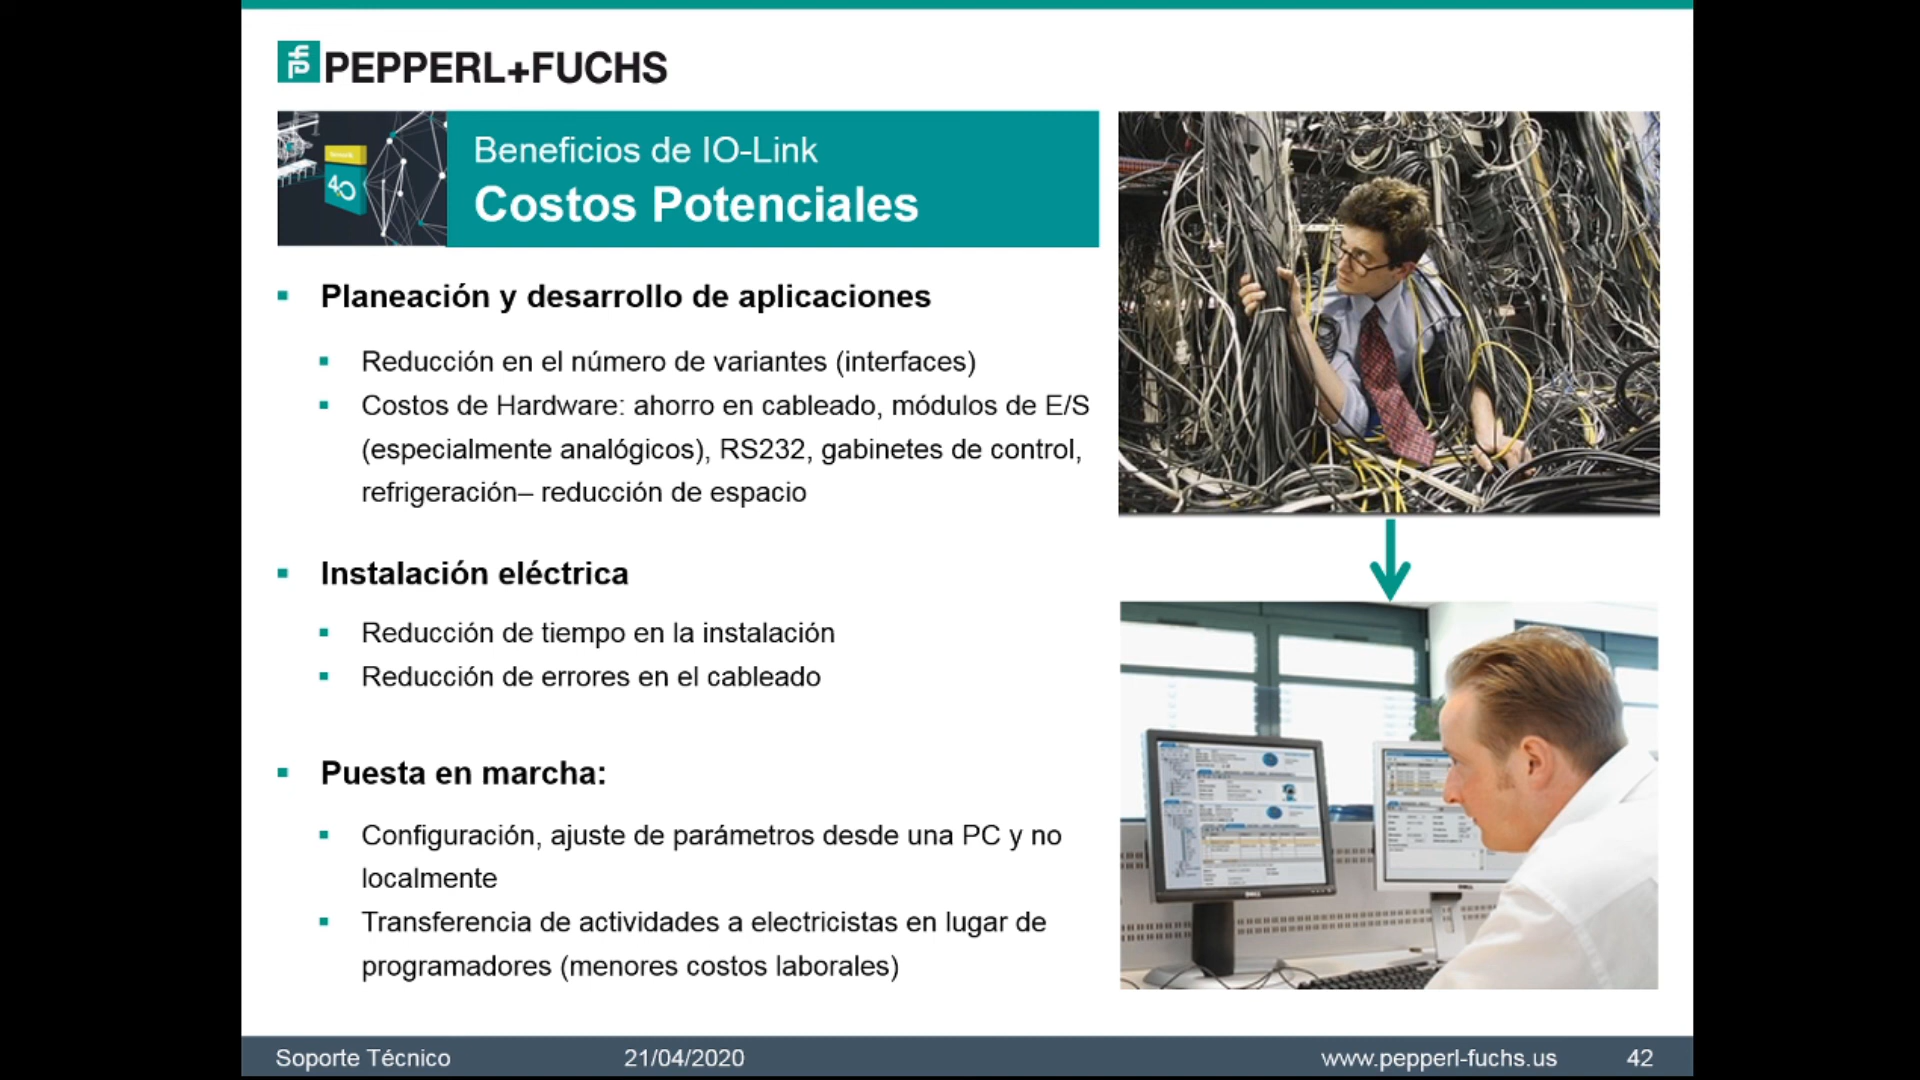 PEPPERL+FUCHS
Beneficios de IO-Link
Costos Potenciales
Planeación y desarrollo de aplicaciones
Reducción en el número de variantes (interfaces)
Costos de Hardware: ahorro en cableado, módulos de E/S
(especialmente analógicos), RS232, gabinetes de control,
refrigeración– reducción de espacio
Instalación eléctrica
Reducción de tiempo en la instalación
Reducción de errores en el cableado
Puesta en marcha:
Configuración, ajuste de parámetros desde una PC y no
localmente
Transferencia de actividades a electricistas en lugar de
programadores (menores costos laborales)
Soporte Técnico 21/04/2020 www.pepperl-fuchs.us 42